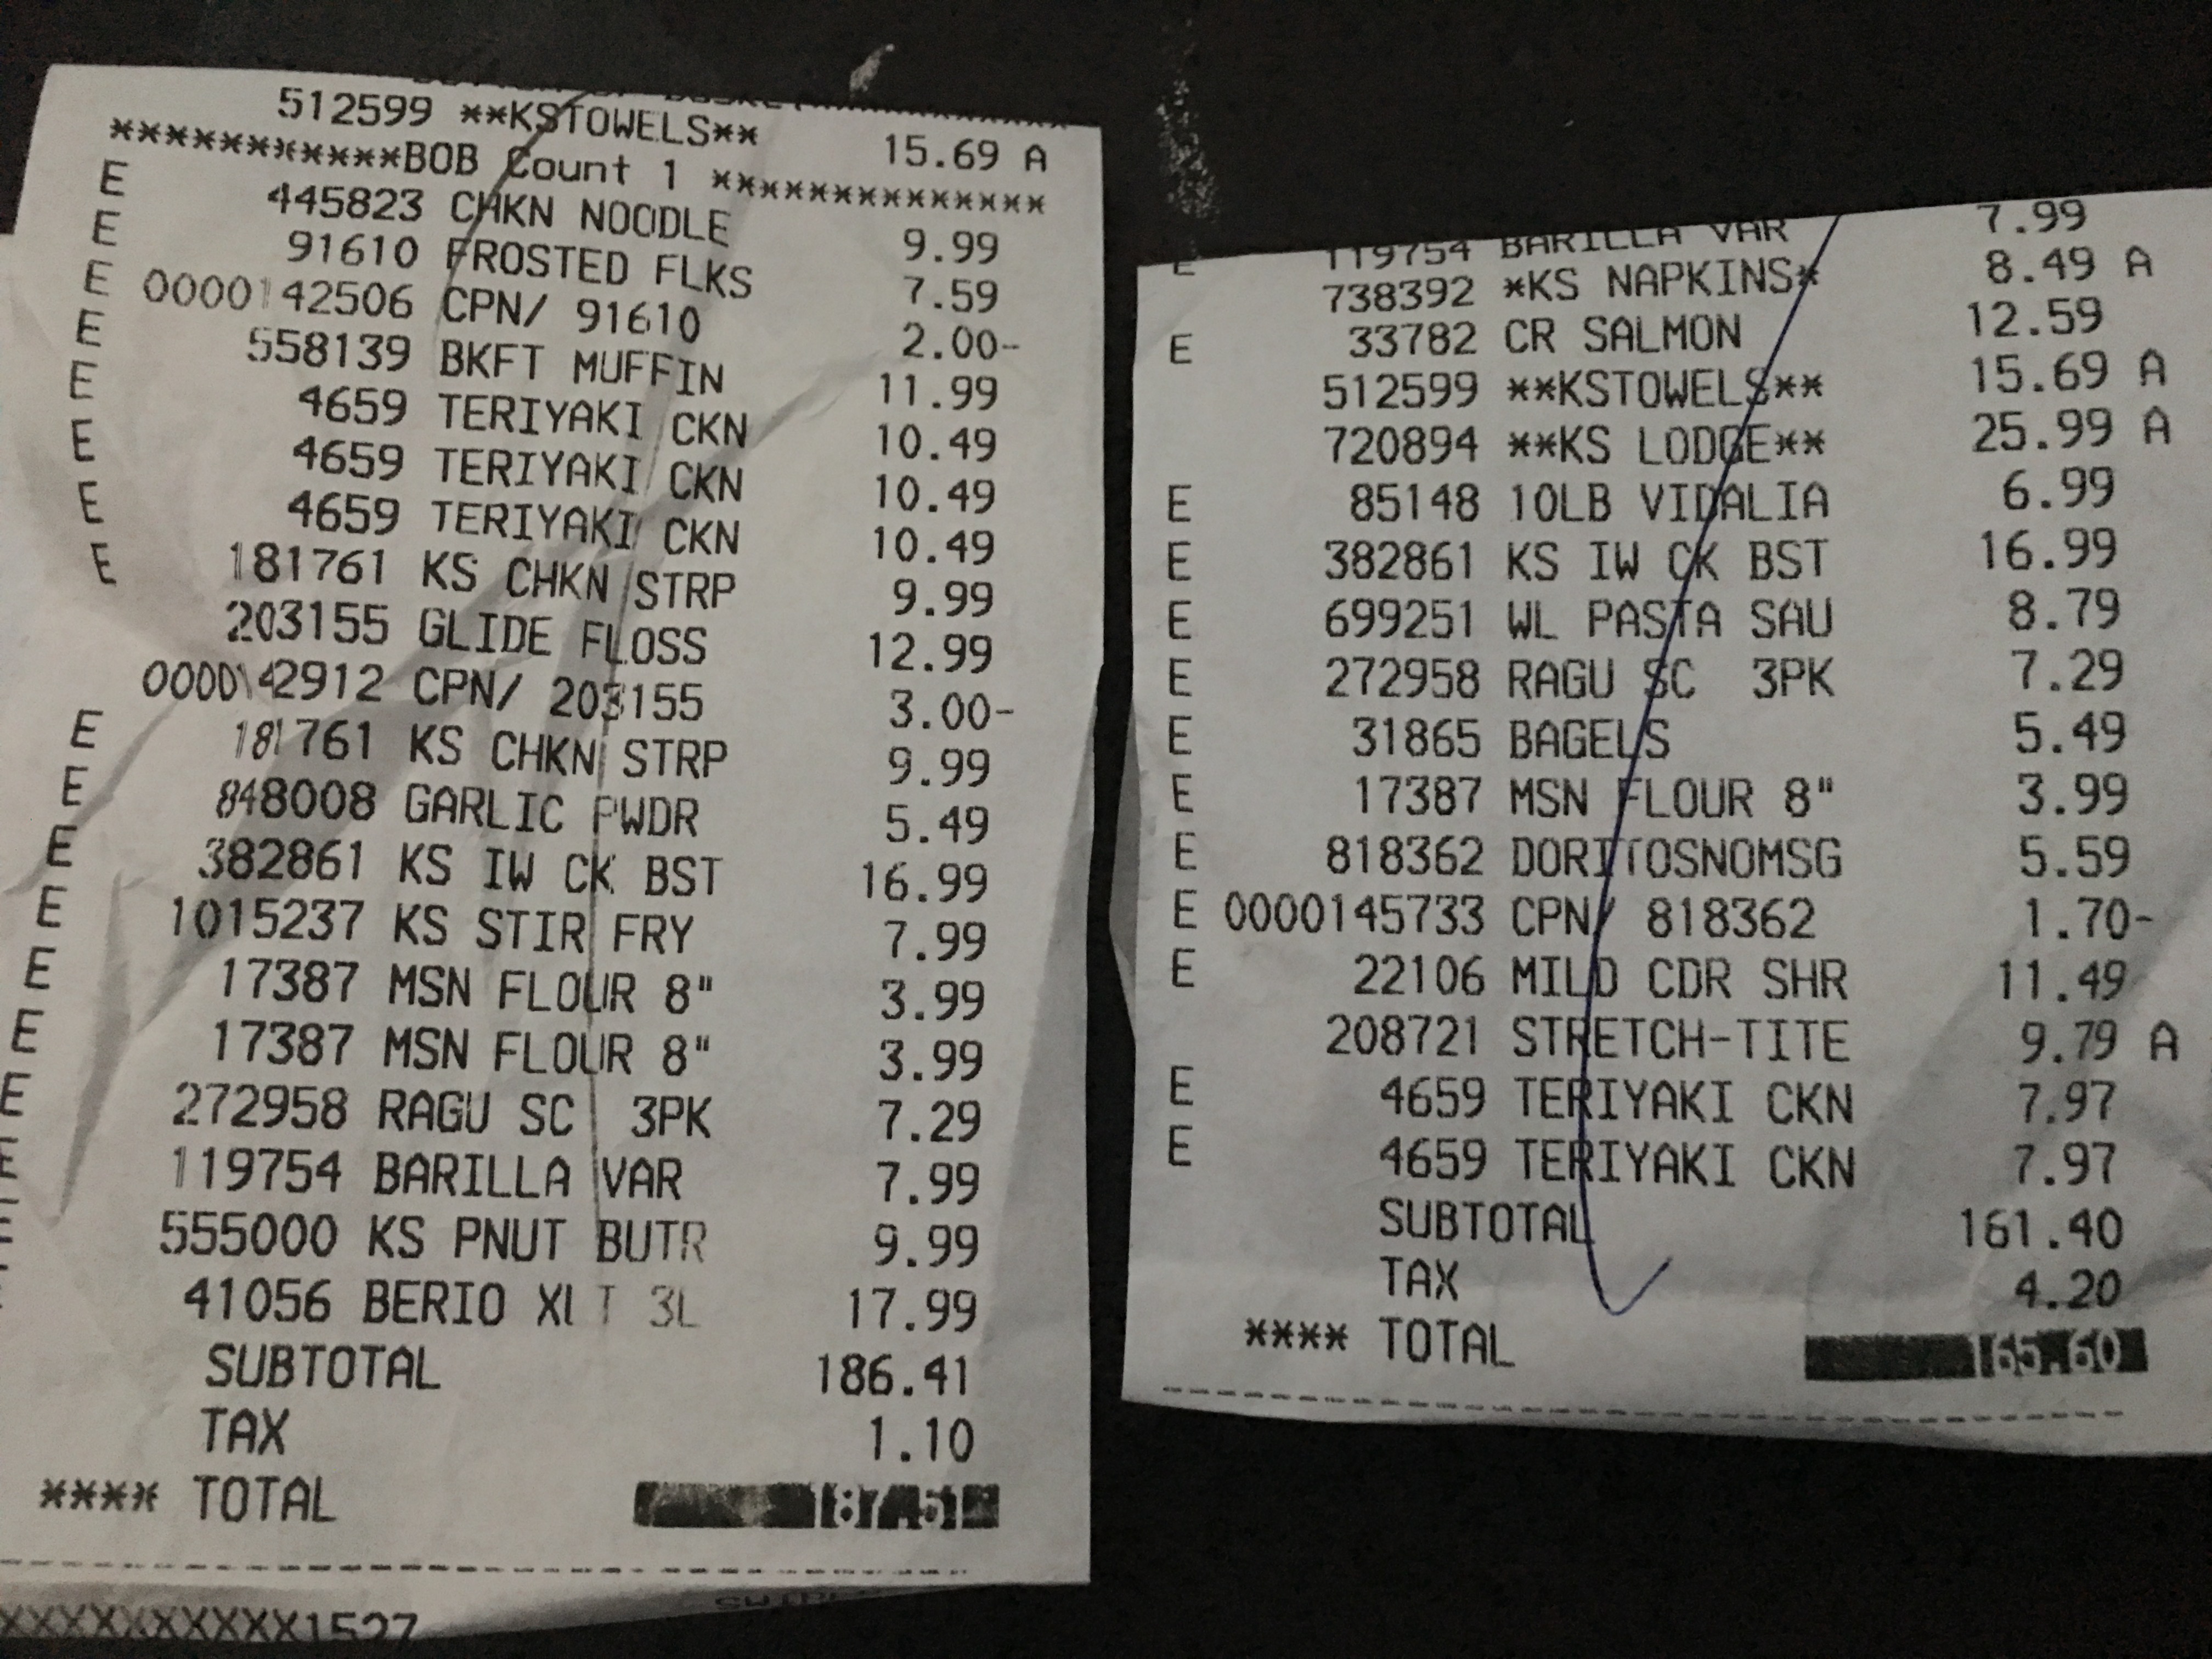 512599 **KSTOWELS** 15.69 A
***********BOB Count 1 **************
E 445823 CHKN NOODLE 9.99
E 91610 FROSTED FLKS 7.59
E 0000142506 CPN/ 91610 2.00-
E 558139 BKFT MUFFIN 11.99
E 4659 TERIYAKI CKN 10.49
E 4659 TERIYAKI CKN 10.49
E 4659 TERIYAKI CKN 10.49
E 181761 KS CHKN STRP 9.99
203155 GLIDE FLOSS 12.99
0000142912 CPN/ 203155 3.00-
E 181761 KS CHKN STRP 9.99
E 848008 GARLIC PWDR 5.49
E 382861 KS IW CK BST 16.99
E 1015237 KS STIR FRY 7.99
E 17387 MSN FLOUR 8" 3.99
E 17387 MSN FLOUR 8" 3.99
E 272958 RAGU SC 3PK 7.29
E 119754 BARILLA VAR 7.99
E 555000 KS PNUT BUTR 9.99
41056 BERIO 3L 17.99
SUBTOTAL 186.41
TAX 1.10
**** TOTAL 187.51
XXXXXXXXXX1527
E 119754 BARILLA VAR 7.99
738392 *KS NAPKINS* 8.49 A
E 33782 CR SALMON 12.59
512599 **KSTOWELS** 15.69 A
720894 **KS LODGE** 25.99 A
E 85148 10LB VIDALIA 6.99
E 382861 KS IW CK BST 16.99
E 699251 WL PASTA SAU 8.79
E 272958 RAGU SC 3PK 7.29
E 31865 BAGELS 5.49
E 17387 MSN FLOUR 8" 3.99
E 818362 DORITOSNOMSG 5.59
E 0000145733 CPN/ 818362 1.70-
E 22106 MILD CDR SHR 11.49
208721 STRETCH-TITE 9.79 A
E 4659 TERIYAKI CKN 7.97
E 4659 TERIYAKI CKN 7.97
SUBTOTAL 161.40
TAX 4.20
**** TOTAL 165.60